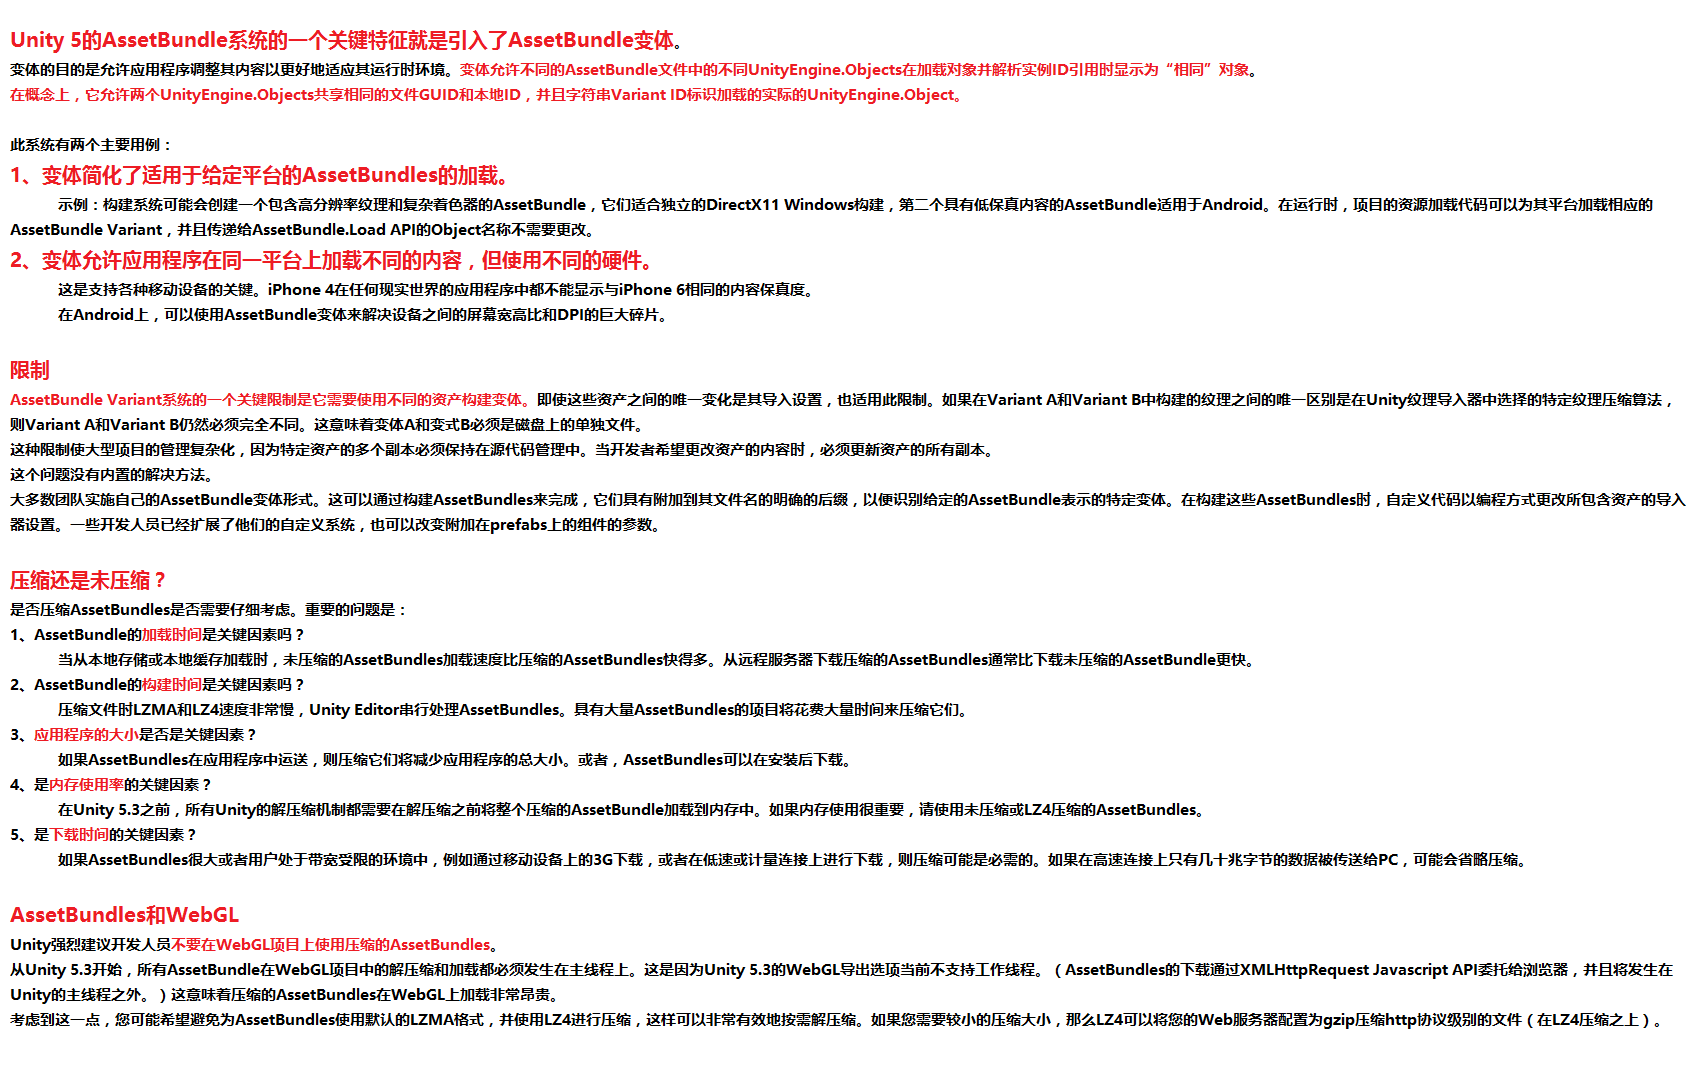 Unity 5的AssetBundle系统的一个关键特征就是引入了AssetBundle变体。
变体的目的是允许应用程序调整其内容以更好地适应其运行时环境。变体允许不同的AssetBundle文件中的不同UnityEngine.Objects在加载对象并解析实例ID引用时显示为“相同”对象。
在概念上，它允许两个UnityEngine.Objects共享相同的文件GUID和本地ID，并且字符串Variant ID标识加载的实际的UnityEngine.Object。
此系统有两个主要用例：
1、变体简化了适用于给定平台的AssetBundles的加载。
示例：构建系统可能会创建一个包含高分辨率纹理和复杂着色器的AssetBundle，它们适合独立的DirectX11 Windows构建，第二个具有低保真内容的AssetBundle适用于Android。在运行时，项目的资源加载代码可以为其平台加载相应的
AssetBundle Variant，并且传递给AssetBundle.Load API的Object名称不需要更改。
2、变体允许应用程序在同一平台上加载不同的内容，但使用不同的硬件。
这是支持各种移动设备的关键。iPhone 4在任何现实世界的应用程序中都不能显示与iPhone 6相同的内容保真度。
在Android上，可以使用AssetBundle变体来解决设备之间的屏幕宽高比和DPI的巨大碎片。
限制
AssetBundle Variant系统的一个关键限制是它需要使用不同的资产构建变体。即使这些资产之间的唯一变化是其导入设置，也适用此限制。如果在Variant A和Variant B中构建的纹理之间的唯一区别是在Unity纹理导入器中选择的特定纹理压缩算法，
则Variant A和Variant B仍然必须完全不同。这意味着变体A和变式B必须是磁盘上的单独文件。
这种限制使大型项目的管理复杂化，因为特定资产的多个副本必须保持在源代码管理中。当开发者希望更改资产的内容时，必须更新资产的所有副本。
这个问题没有内置的解决方法。
大多数团队实施自己的AssetBundle变体形式。这可以通过构建AssetBundles来完成，它们具有附加到其文件名的明确的后缀，以便识别给定的AssetBundle表示的特定变体。在构建这些AssetBundles时，自定义代码以编程方式更改所包含资产的导入
器设置。一些开发人员已经扩展了他们的自定义系统，也可以改变附加在prefabs上的组件的参数。
压缩还是未压缩？
是否压缩AssetBundles是否需要仔细考虑。重要的问题是：
1、AssetBundle的加载时间是关键因素吗？
当从本地存储或本地缓存加载时，未压缩的AssetBundles加载速度比压缩的AssetBundles快得多。从远程服务器下载压缩的AssetBundles通常比下载未压缩的AssetBundle更快。
2、AssetBundle的构建时间是关键因素吗？
压缩文件时LZMA和LZ4速度非常慢，Unity Editor串行处理AssetBundles。具有大量AssetBundles的项目将花费大量时间来压缩它们。
3、应用程序的大小是否是关键因素？
如果AssetBundles在应用程序中运送，则压缩它们将减少应用程序的总大小。或者，AssetBundles可以在安装后下载。
4、是内存使用率的关键因素？
在Unity 5.3之前，所有Unity的解压缩机制都需要在解压缩之前将整个压缩的AssetBundle加载到内存中。如果内存使用很重要，请使用未压缩或LZ4压缩的AssetBundles。
5、是下载时间的关键因素？
如果AssetBundles很大或者用户处于带宽受限的环境中，例如通过移动设备上的3G下载，或者在低速或计量连接上进行下载，则压缩可能是必需的。如果在高速连接上只有几十兆字节的数据被传送给PC，可能会省略压缩。
AssetBundles和WebGL
Unity强烈建议开发人员不要在WebGL项目上使用压缩的AssetBundles。
从Unity 5.3开始，所有AssetBundle在WebGL项目中的解压缩和加载都必须发生在主线程上。这是因为Unity 5.3的WebGL导出选项当前不支持工作线程。（AssetBundles的下载通过XMLHttpRequest Javascript API委托给浏览器，并且将发生在
Unity的主线程之外。）这意味着压缩的AssetBundles在WebGL上加载非常昂贵。
考虑到这一点，您可能希望避免为AssetBundles使用默认的LZMA格式，并使用LZ4进行压缩，这样可以非常有效地按需解压缩。如果您需要较小的压缩大小，那么LZ4可以将您的Web服务器配置为gzip压缩http协议级别的文件（在LZ4压缩之上）。